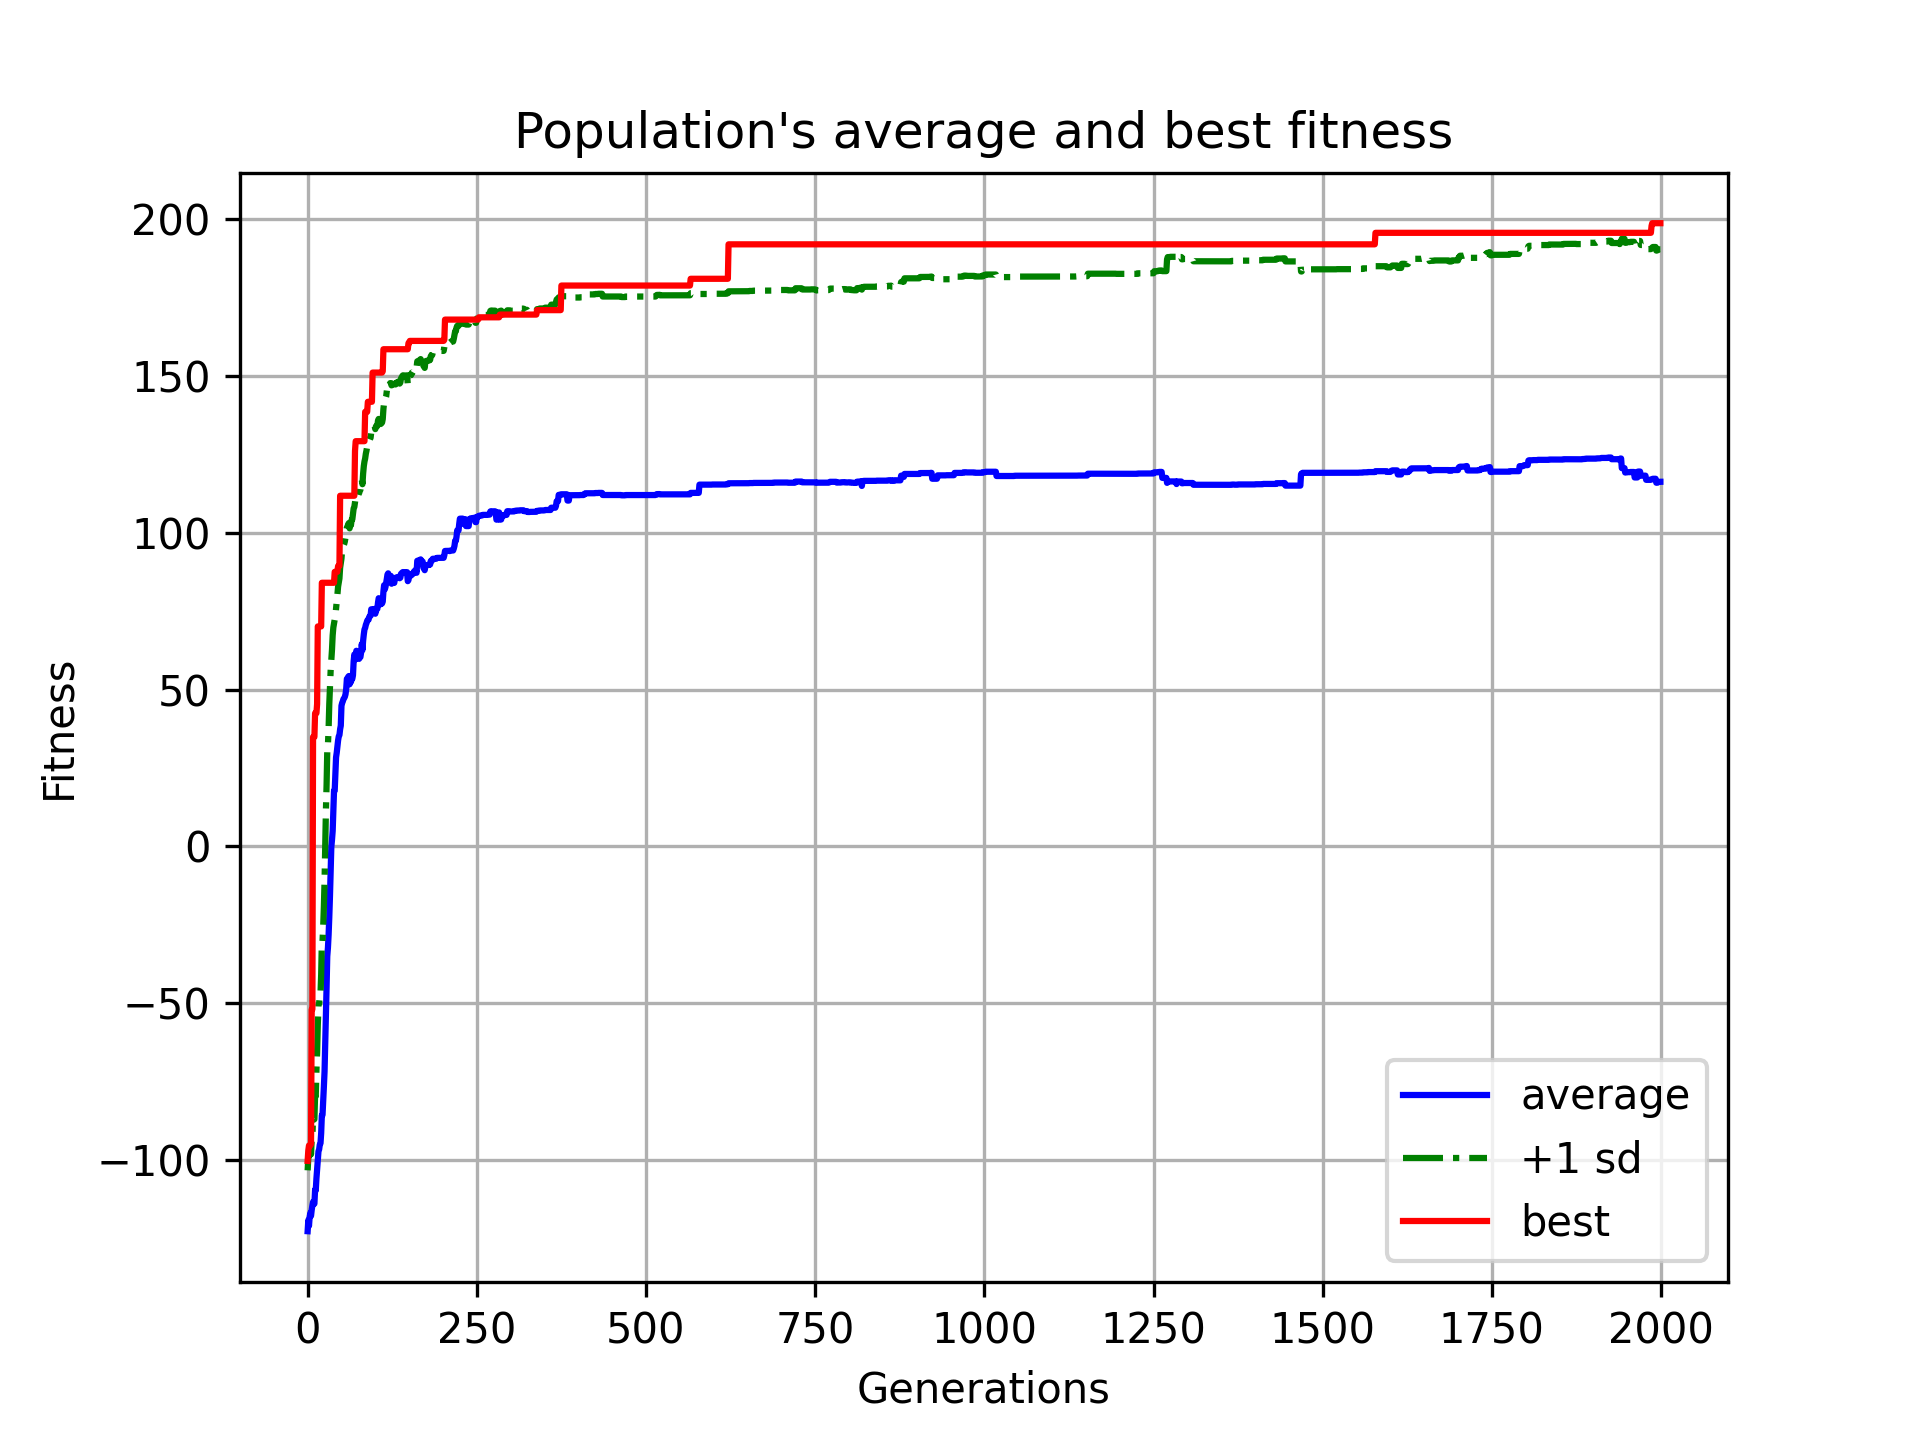 Population's average and best fitness
200
150
100
50
0
−50
−100
Fitness
average
+1 sd
best
0 250 500 750 1000 1250 1500 1750 2000
Generations